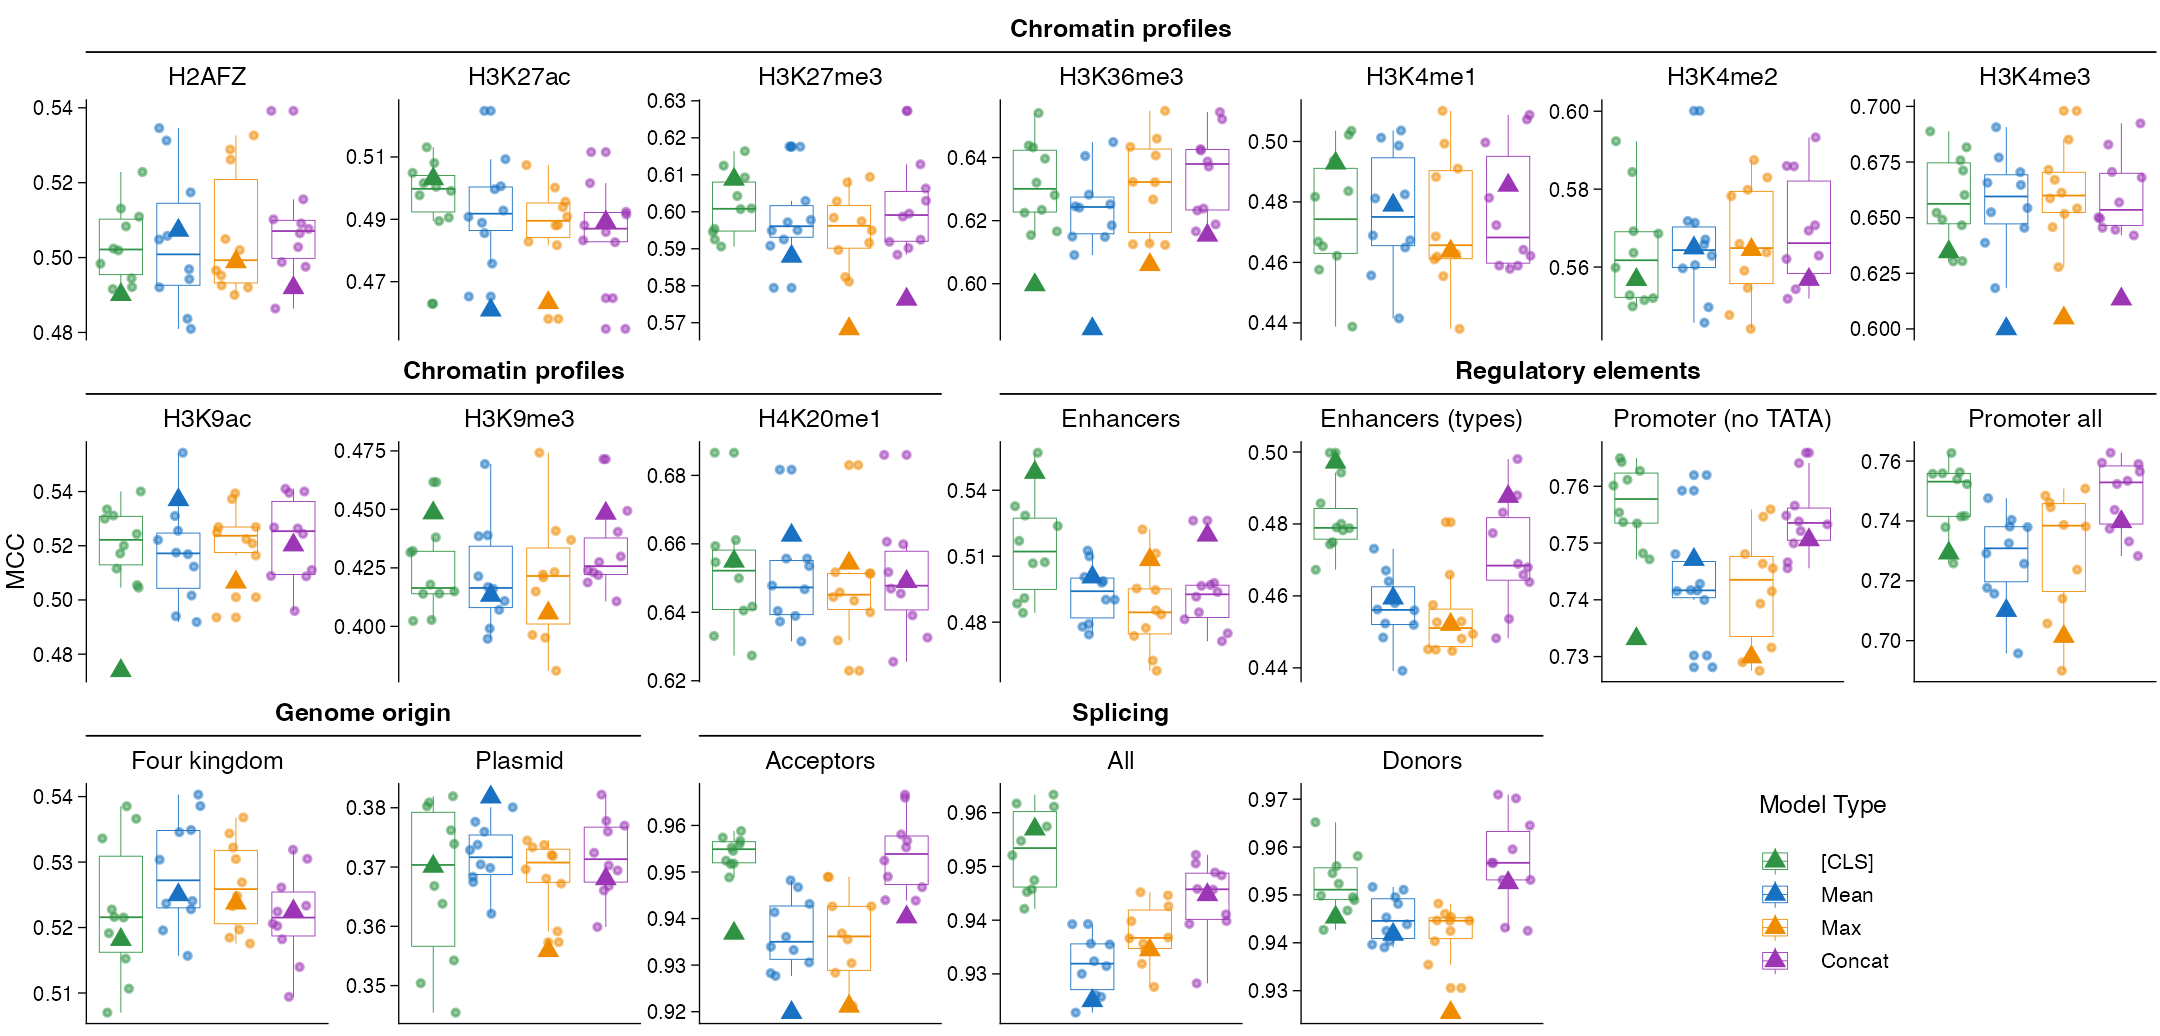 Chromatin profiles
H2AFZ H3K27ac H3K27me3 H3K36me3 H3K4me1 H3K4me2 H3K4me3
0.54 0.52 0.50 0.48
0.51 0.49 0.47
0.63 0.62 0.61 0.60 0.59 0.58 0.57
0.64 0.62 0.60
0.50 0.48 0.46 0.44
0.60 0.58 0.56
0.700 0.675 0.650 0.625 0.600
Chromatin profiles Regulatory elements
H3K9ac H3K9me3 H4K20me1 Enhancers Enhancers (types) Promoter (no TATA) Promoter all
MCC
0.54 0.52 0.50 0.48
0.475 0.450 0.425 0.400
0.68 0.66 0.64 0.62
0.54 0.51 0.48
0.50 0.48 0.46 0.44
0.76 0.75 0.74 0.73
0.76 0.74 0.72 0.70
Genome origin Splicing
Four kingdom Plasmid Acceptors All Donors
0.54 0.53 0.52 0.51
0.38 0.37 0.36 0.35
0.96 0.95 0.94 0.93 0.92
0.96 0.95 0.94 0.93
0.97 0.96 0.95 0.94 0.93
Model Type
[CLS]
Mean
Max
Concat